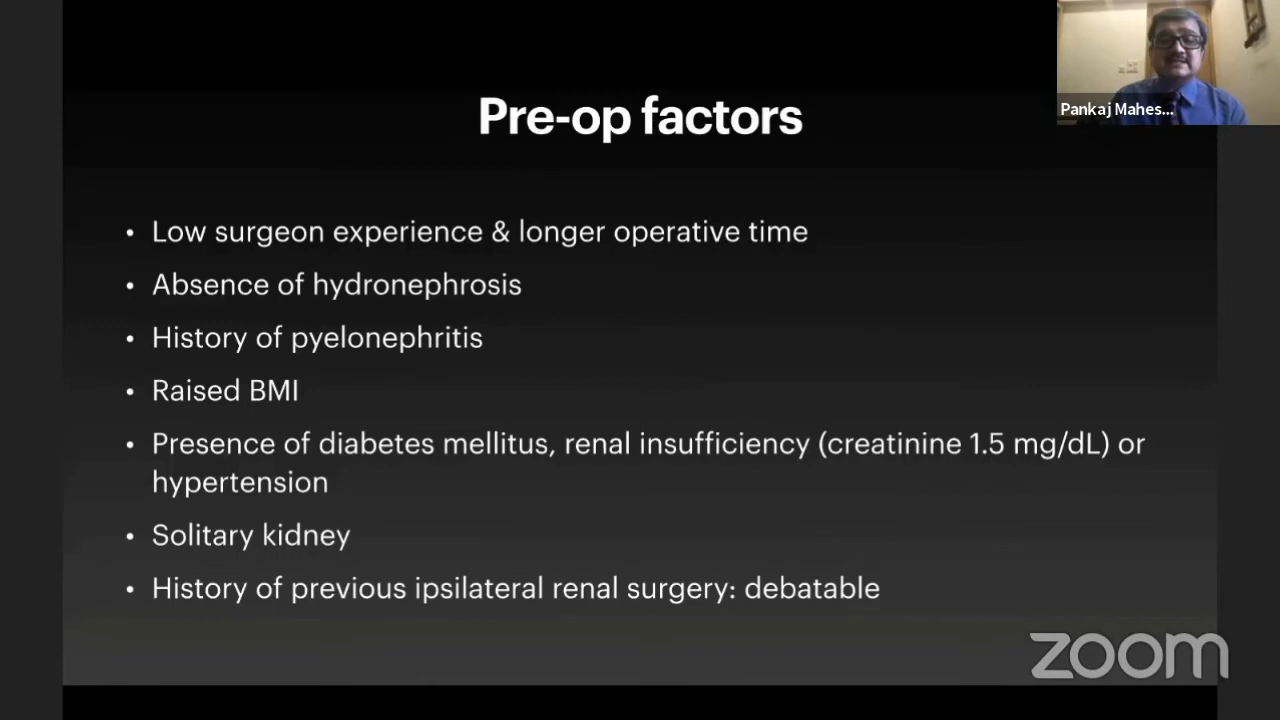 Pankaj Mahes...
Pre-op factors
• Low surgeon experience & longer operative time
• Absence of hydronephrosis
• History of pyelonephritis
• Raised BMI
• Presence of diabetes mellitus, renal insufficiency (creatinine 1.5 mg/dL) or
hypertension
• Solitary kidney
• History of previous ipsilateral renal surgery: debatable
zoom